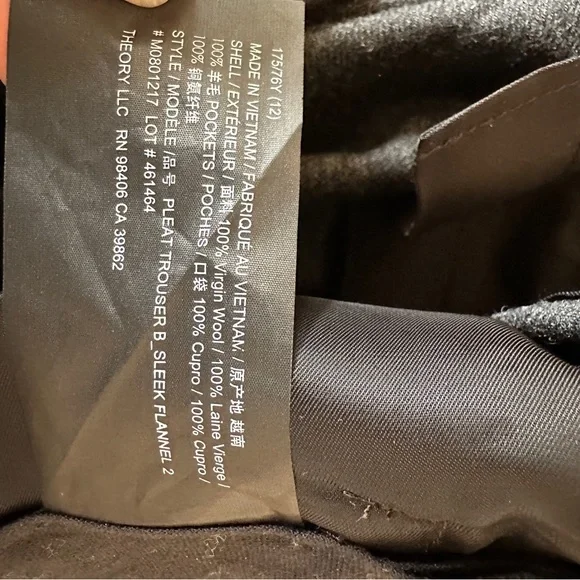 175/76Y (12)
MADE IN VIETNAM / FABRIQUÉ AU VIETNAM / 原产地 越南
SHELL / EXTÉRIEUR / 面料 100% Virgin Wool / 100% Laine Vierge /
100% 羊毛 POCKETS / POCHES / 口袋 100% Cupro / 100% Cupro /
100% 铜氨纤维
STYLE / MODÈLE /品号 PLEAT TROUSER B_SLEEK FLANNEL 2
# M0801217 LOT # 461464
THEORY LLC RN 98406 CA 39862